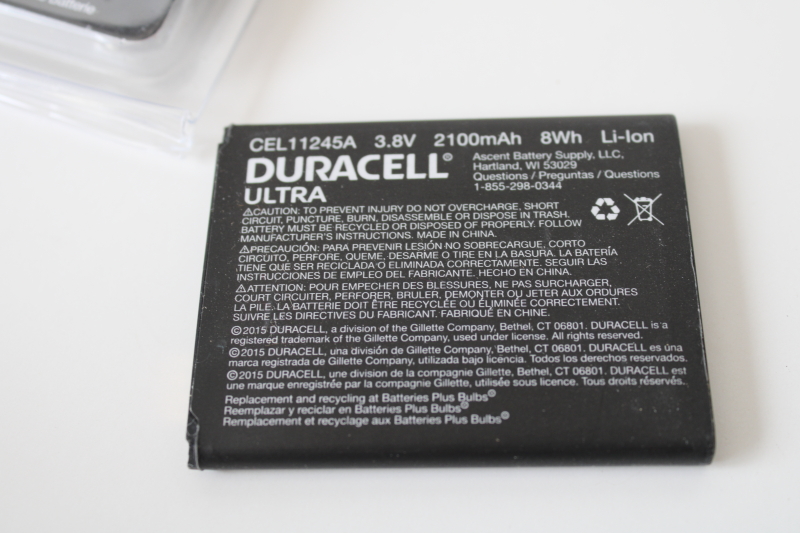 batterie
CEL11245A 3.8V 2100mAh 8Wh Li-Ion
DURACELL®
ULTRA
Ascent Battery Supply, LLC,
Hartland, WI 53029
Questions / Preguntas / Questions
1-855-298-0344
⚠CAUTION: TO PREVENT INJURY DO NOT OVERCHARGE, SHORT
CIRCUIT, PUNCTURE, BURN, DISASSEMBLE OR DISPOSE IN TRASH.
BATTERY MUST BE RECYCLED OR DISPOSED OF PROPERLY. FOLLOW
MANUFACTURER'S INSTRUCTIONS. MADE IN CHINA.
⚠PRECAUCIÓN: PARA PREVENIR LESIÓN NO SOBRECARGUE, CORTO
CIRCUITO, PERFORE, QUEME, DESARME O TIRE EN LA BASURA. LA BATERÍA
TIENE QUE SER RECICLADA O ELIMINADA CORRECTAMENTE. SEGUIR LAS
INSTRUCCIONES DE EMPLEO DEL FABRICANTE. HECHO EN CHINA.
⚠ATTENTION: POUR EMPECHER DES BLESSURES, NE PAS SURCHARGER,
COURT CIRCUITER, PERFORER, BRULER, DEMONTER OU JETER AUX ORDURES
LA PILE. LA BATTERIE DOIT ÊTRE RECYCLÉE OU ÉLIMINÉE CORRECTEMENT.
SUIVRE LES DIRECTIVES DU FABRICANT. FABRIQUÉ EN CHINE.
©2015 DURACELL, a division of the Gillette Company, Bethel, CT 06801. DURACELL is a
registered trademark of the Gillette Company, used under license. All rights reserved.
©2015 DURACELL, una división de la Gillette Company, Bethel, CT 06801. DURACELL es una
marca registrada de Gillette Company, utilizada bajo licencia. Todos los derechos reservados.
©2015 DURACELL, une division de la compagnie Gillette, Bethel, CT 06801. DURACELL est
une marque enregistrée par la compagnie Gillette, utilisée sous licence. Tous droits réservés.
Replacement and recycling at Batteries Plus Bulbs®
Reemplazar y reciclar en Batteries Plus Bulbs®
Remplacement et recyclage à Batteries Plus Bulbs®